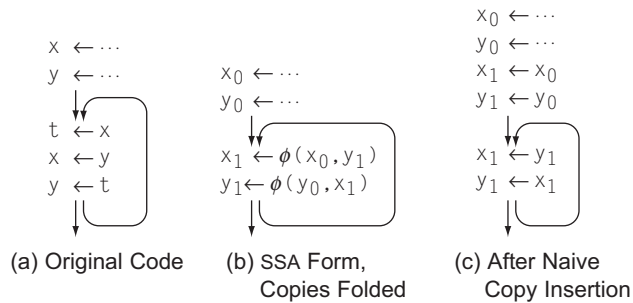 x ← ⋯
y ← ⋯
t ← x
x ← y
y ← t
(a) Original Code
x₀ ← ⋯
y₀ ← ⋯
x₁ ← ϕ(x₀,y₁)
y₁ ← ϕ(y₀,x₁)
(b) SSA Form,
Copies Folded
x₀ ← ⋯
y₀ ← ⋯
x₁ ← x₀
y₁ ← y₀
x₁ ← y₁
y₁ ← x₁
(c) After Naive
Copy Insertion